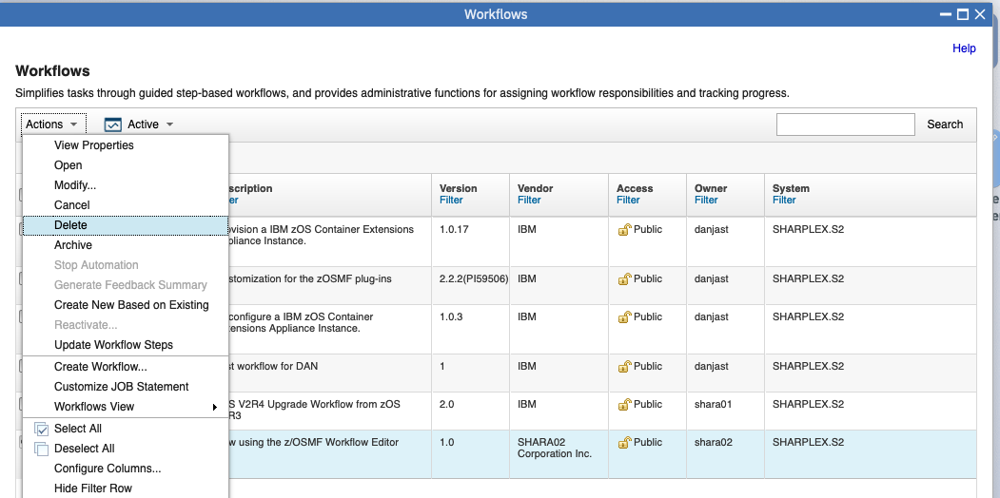 Workflows
Help
Workflows
Simplifies tasks through guided step-based workflows, and provides administrative functions for assigning workflow responsibilities and tracking progress.
Actions
Active
Search
View Properties
Open
Modify...
Cancel
Delete
Archive
Stop Automation
Generate Feedback Summary
Create New Based on Existing
Reactivate...
Update Workflow Steps
Create Workflow...
Customize JOB Statement
Workflows View
Select All
Deselect All
Configure Columns...
Hide Filter Row
scription Version Vendor Access Owner System
er Filter Filter Filter Filter Filter
ovision a IBM zOS Container Extensions 1.0.17 IBM Public danjast SHARPLEX.S2
pliance Instance.
stomization for the zOSMF plug-ins 2.2.2(PI59506) IBM Public danjast SHARPLEX.S2
configure a IBM zOS Container 1.0.3 IBM Public danjast SHARPLEX.S2
tensions Appliance Instance.
st workflow for DAN 1 IBM Public danjast SHARPLEX.S2
S V2R4 Upgrade Workflow from zOS 2.0 IBM Public shara01 SHARPLEX.S2
R3
w using the z/OSMF Workflow Editor 1.0 SHARA02 Public shara02 SHARPLEX.S2
Corporation Inc.